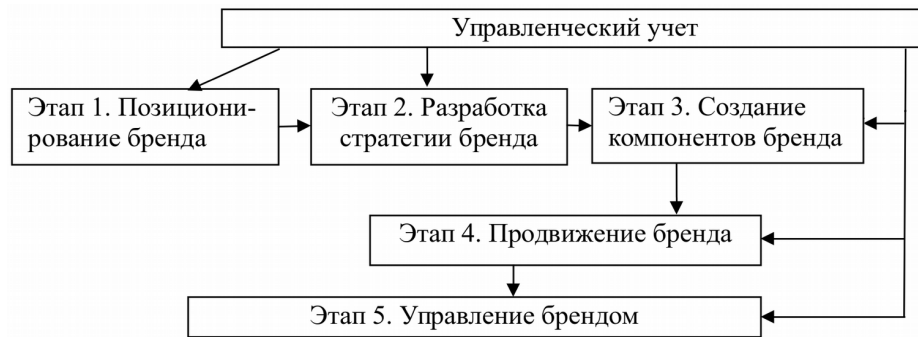 Управленческий учет
Этап 1. Позициони-
рование бренда
Этап 2. Разработка
стратегии бренда
Этап 3. Создание
компонентов бренда
Этап 4. Продвижение бренда
Этап 5. Управление брендом